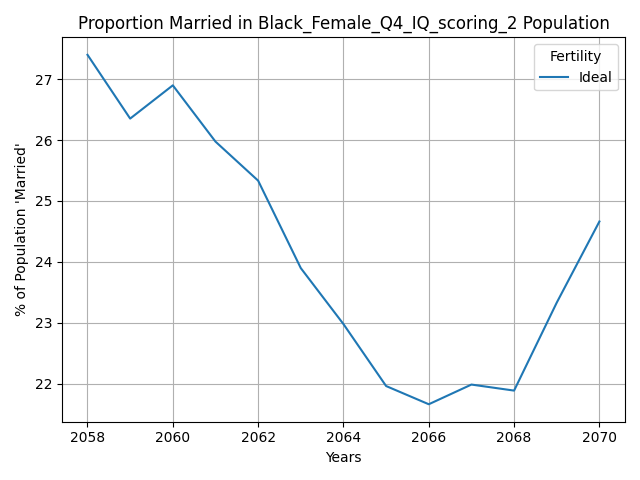 Proportion Married in Black_Female_Q4_IQ_scoring_2 Population
Fertility
Ideal
% of Population 'Married'
27
26
25
24
23
22
2058 2060 2062 2064 2066 2068 2070
Years